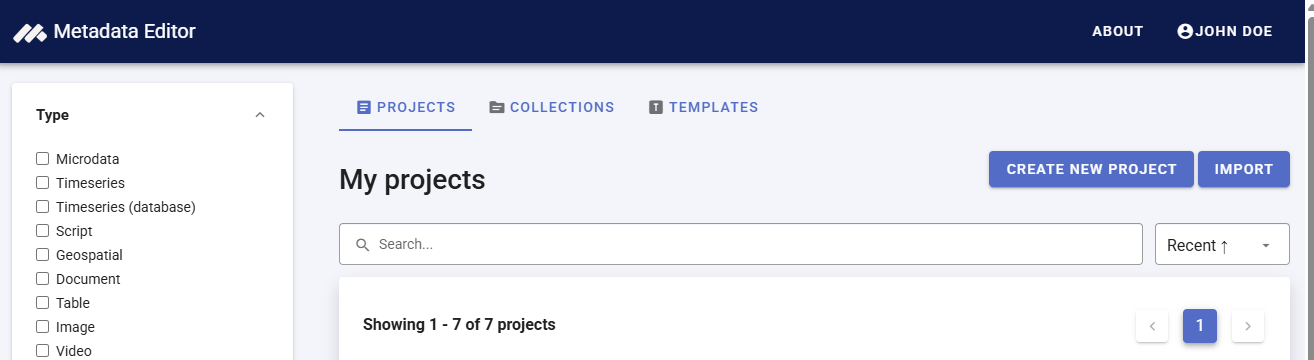 Metadata Editor
ABOUT
JOHN DOE
Type
Microdata
Timeseries
Timeseries (database)
Script
Geospatial
Document
Table
Image
Video
PROJECTS
COLLECTIONS
TEMPLATES
My projects
CREATE NEW PROJECT
IMPORT
Search...
Recent ↑
Showing 1 - 7 of 7 projects
1